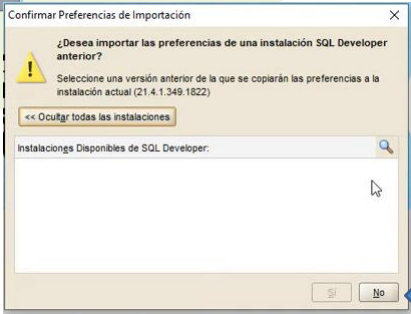 Confirmar Preferencias de Importación
¿Desea importar las preferencias de una instalación SQL Developer
anterior?
Seleccione una versión anterior de la que se copiarán las preferencias a la
instalación actual (21.4.1.349.1822)
<< Ocultar todas las instalaciones
Instalaciones Disponibles de SQL Developer:
Sí
No